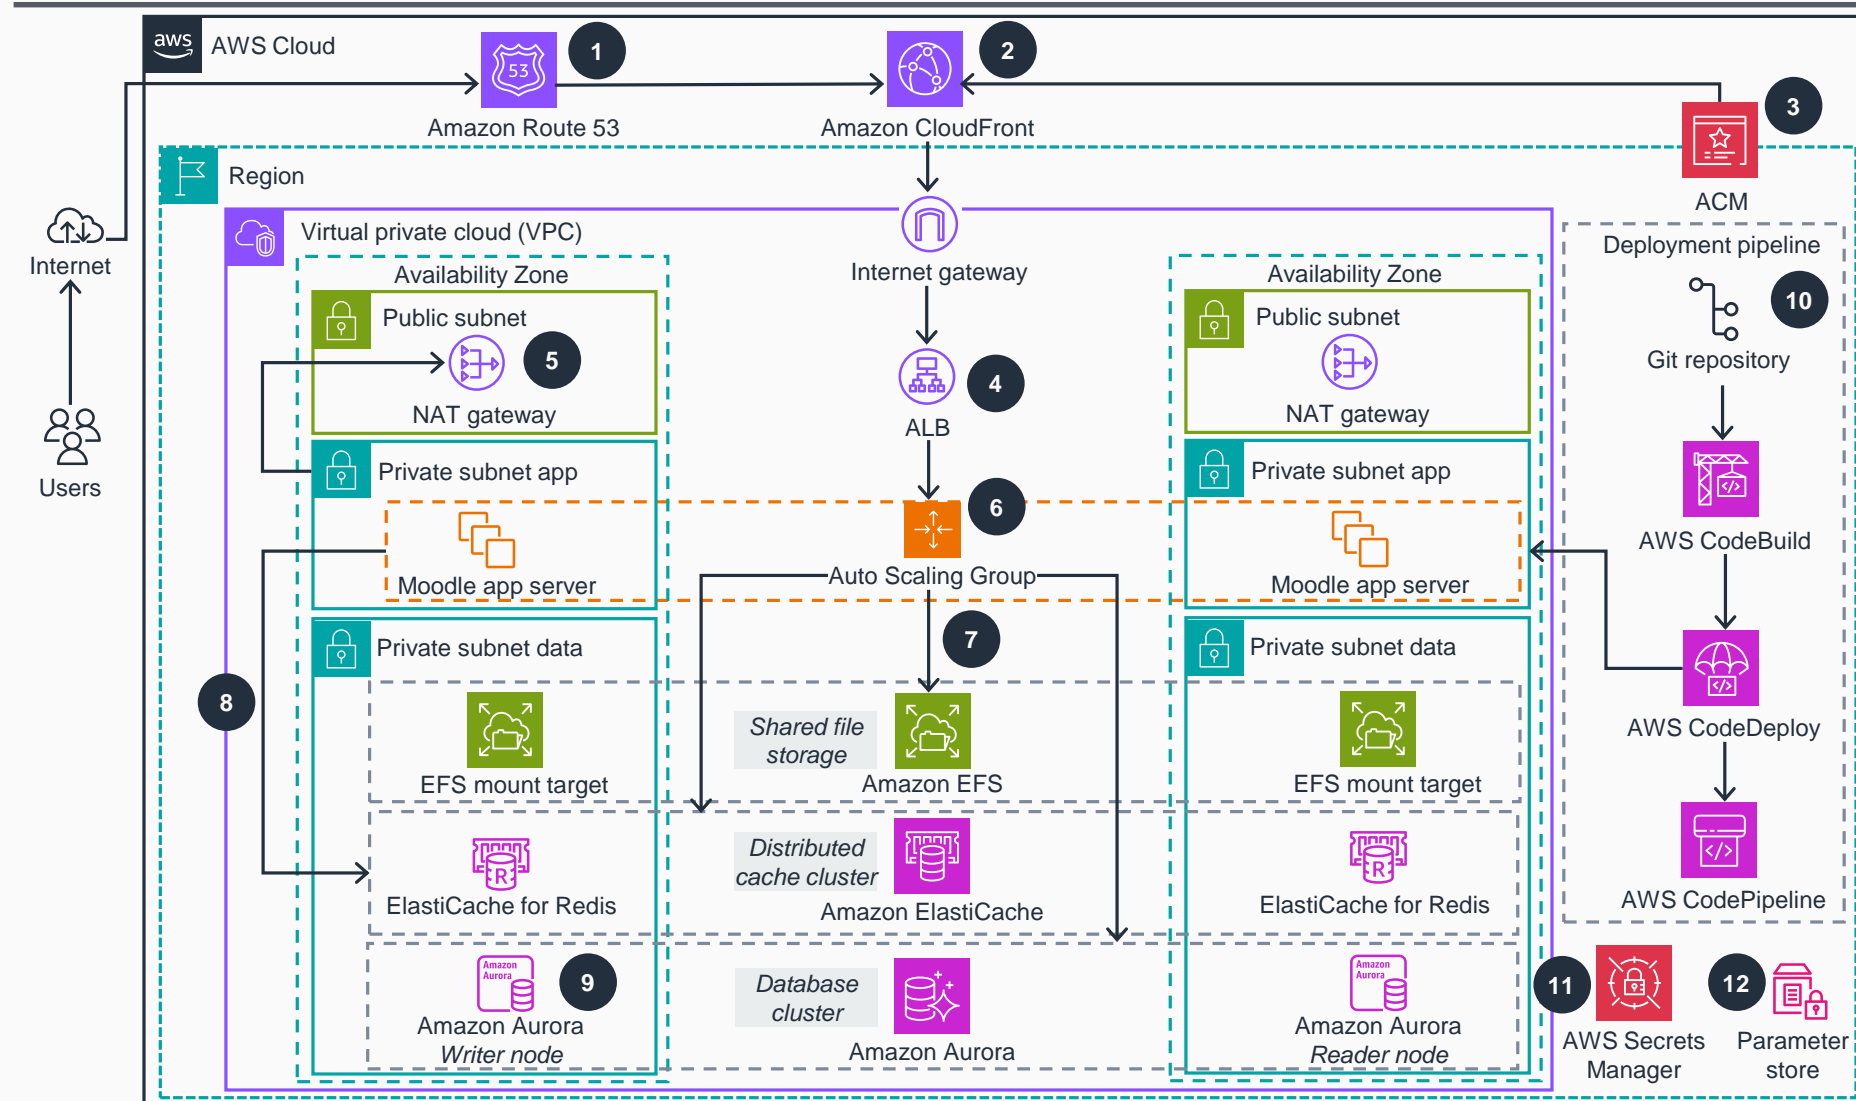 aws
AWS Cloud
53
1
2
3
Amazon Route 53
Amazon CloudFront
ACM
Region
Virtual private cloud (VPC)
Internet
Users
Internet gateway
Availability Zone
Public subnet
5
NAT gateway
Private subnet app
Moodle app server
4
ALB
6
Auto Scaling Group
7
8
Private subnet data
EFS mount target
Shared file
storage
Amazon EFS
R
ElastiCache for Redis
Distributed
cache cluster
Amazon ElastiCache
Amazon
Aurora
9
Amazon Aurora
Writer node
Database
cluster
Amazon Aurora
Availability Zone
Public subnet
NAT gateway
Private subnet app
Moodle app server
Private subnet data
EFS mount target
R
ElastiCache for Redis
Amazon
Aurora
Amazon Aurora
Reader node
Deployment pipeline
10
Git repository
</>
AWS CodeBuild
</>
AWS CodeDeploy
</>
AWS CodePipeline
11
AWS Secrets
Manager
12
Parameter
store